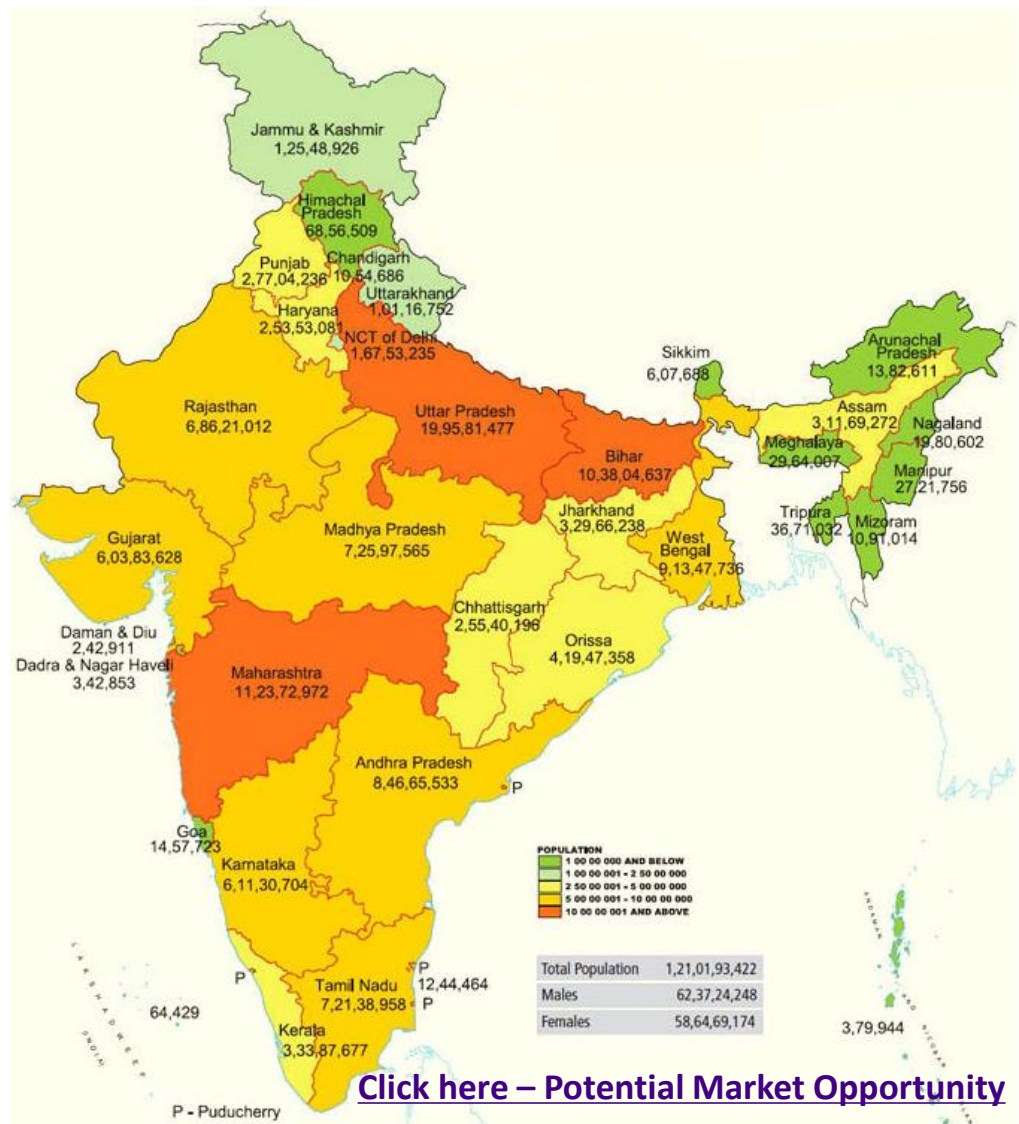 Jammu & Kashmir
1,25,48,926
Himachal
Pradesh
68,56,509
Punjab
2,77,04,236
Chandigarh
10,54,686
Uttarakhand
1,01,16,752
Haryana
2,53,53,081
NCT of Delhi
1,67,53,235
Sikkim
6,07,688
Arunachal
Pradesh
13,82,611
Rajasthan
6,86,21,012
Uttar Pradesh
19,95,81,477
Assam
3,11,69,272
Nagaland
19,80,602
Bihar
10,38,04,637
Meghalaya
29,64,007
Manipur
27,21,756
Jharkhand
3,29,66,238
Tripura
36,71,032
Mizoram
10,91,014
Gujarat
6,03,83,628
Madhya Pradesh
7,25,97,565
West
Bengal
9,13,47,736
Chhattisgarh
2,55,40,196
Daman & Diu
2,42,911
Dadra & Nagar Haveli
3,42,853
Orissa
4,19,47,358
Maharashtra
11,23,72,972
Andhra Pradesh
8,46,65,533
P
Goa
14,57,723
Karnataka
6,11,30,704
POPULATION
1 00 00 000 AND BELOW
1 00 00 001 - 2 50 00 000
2 50 00 001 - 5 00 00 000
5 00 00 001 - 10 00 00 000
10 00 00 001 AND ABOVE
P
P
12,44,464
P
Tamil Nadu
7,21,38,958
Kerala
3,33,87,677
LAKSHADWEEP
(INDIA)
64,429
Total Population 1,21,01,93,422
Males 62,37,24,248
Females 58,64,69,174
ANDAMAN
AND NICOBAR
3,79,944
Click here – Potential Market Opportunity
P - Puducherry